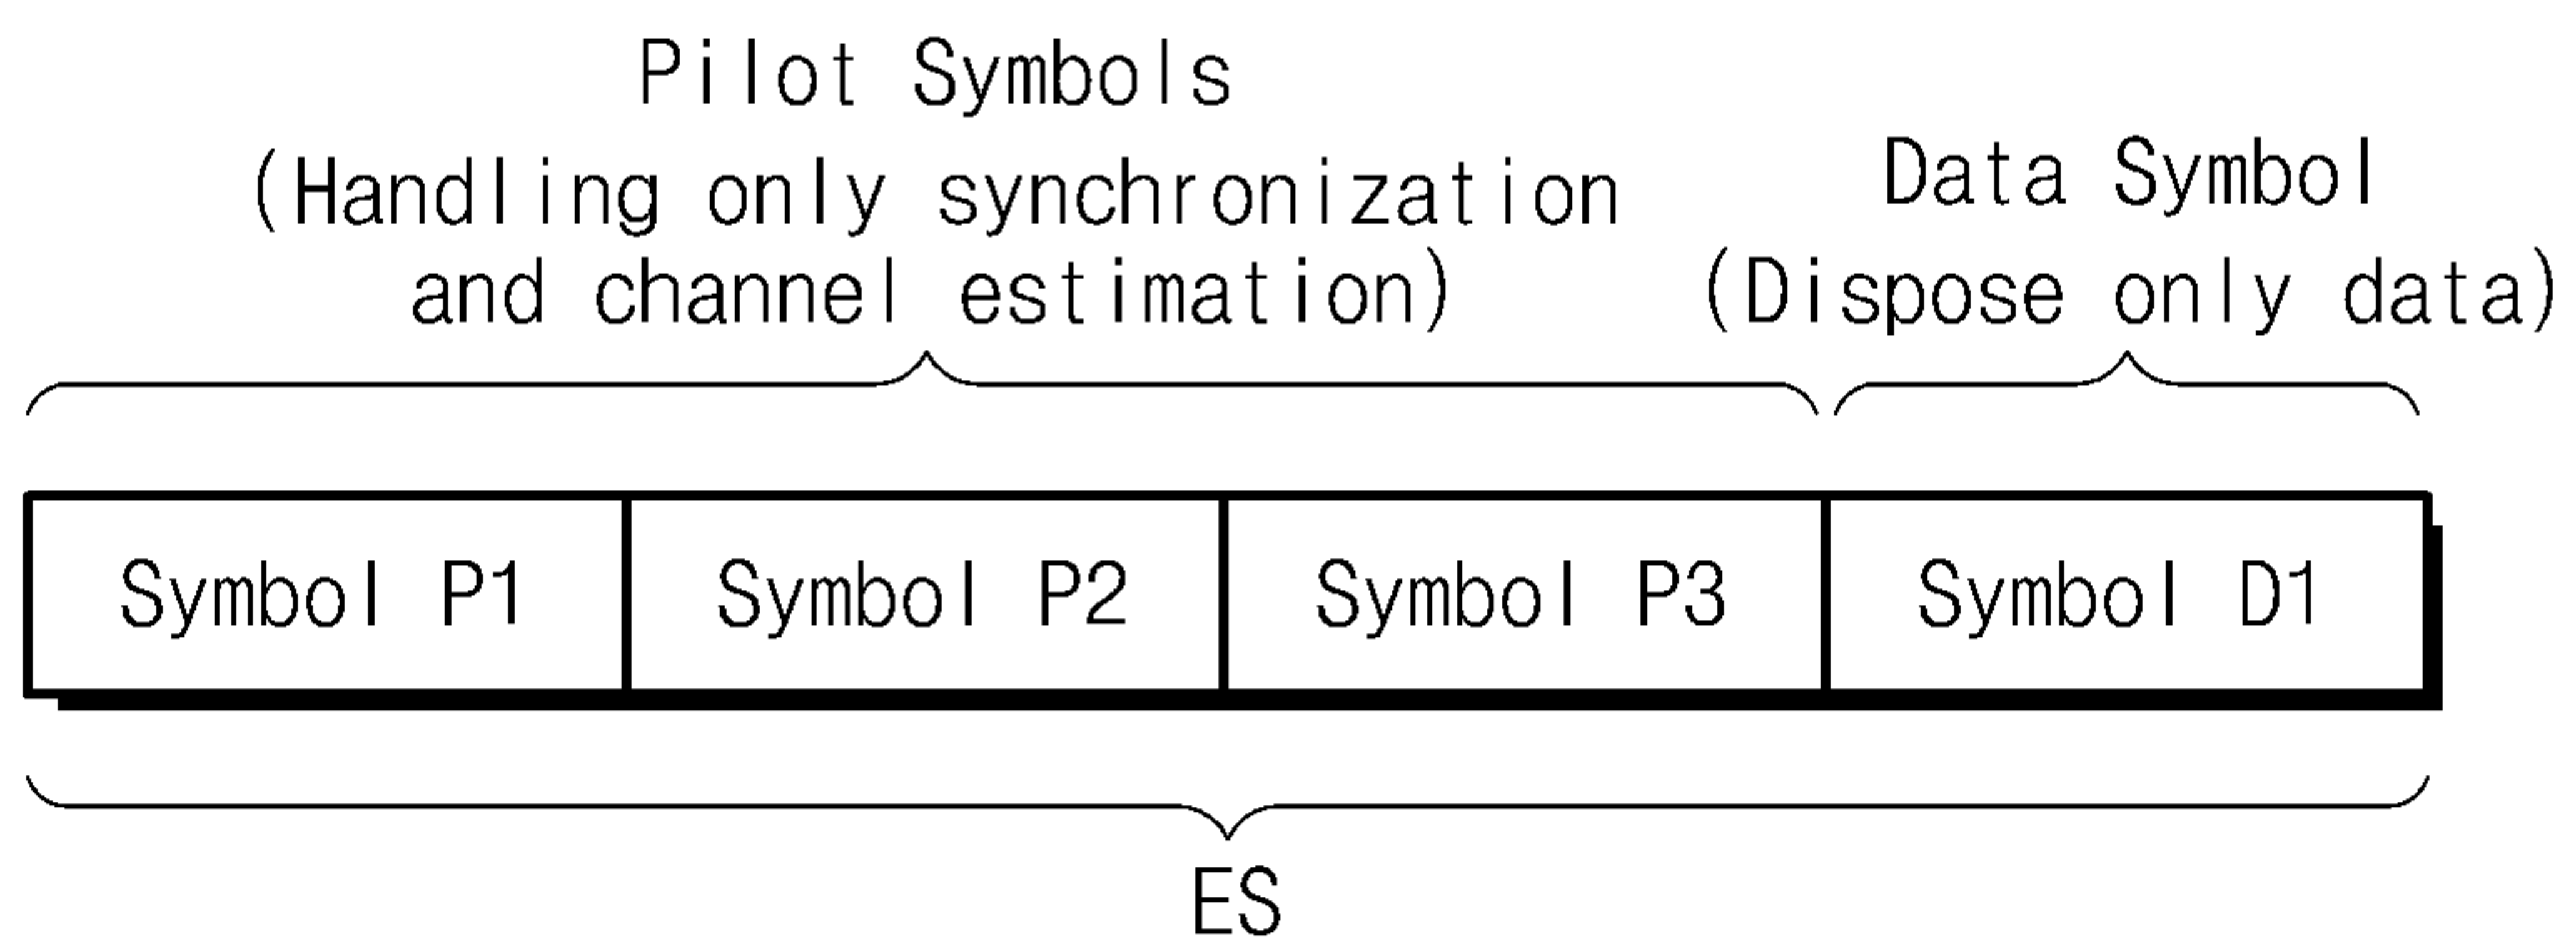 Pilot Symbols
(Handling only synchronization
and channel estimation)
Data Symbol
(Dispose only data)
Symbol P1
Symbol P2
Symbol P3
Symbol D1
ES